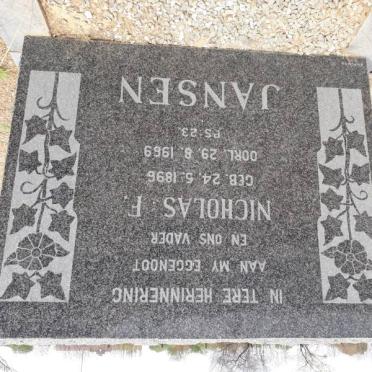 IN TERE HERINNERING
AAN MY EGGENOOT
EN ONS VADER
NICHOLAS F.
GEB. 24.5.1896
OORL. 29.8.1969
PS. 23.
JANSEN